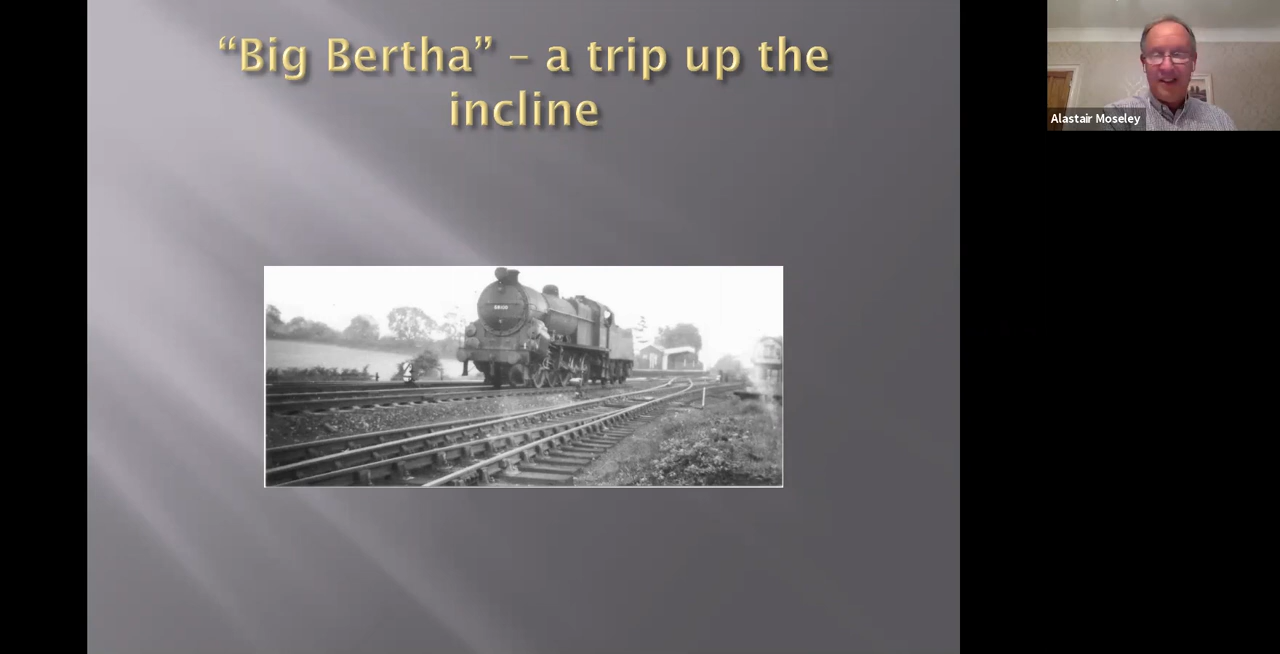 “Big Bertha” – a trip up the
incline
Alastair Moseley